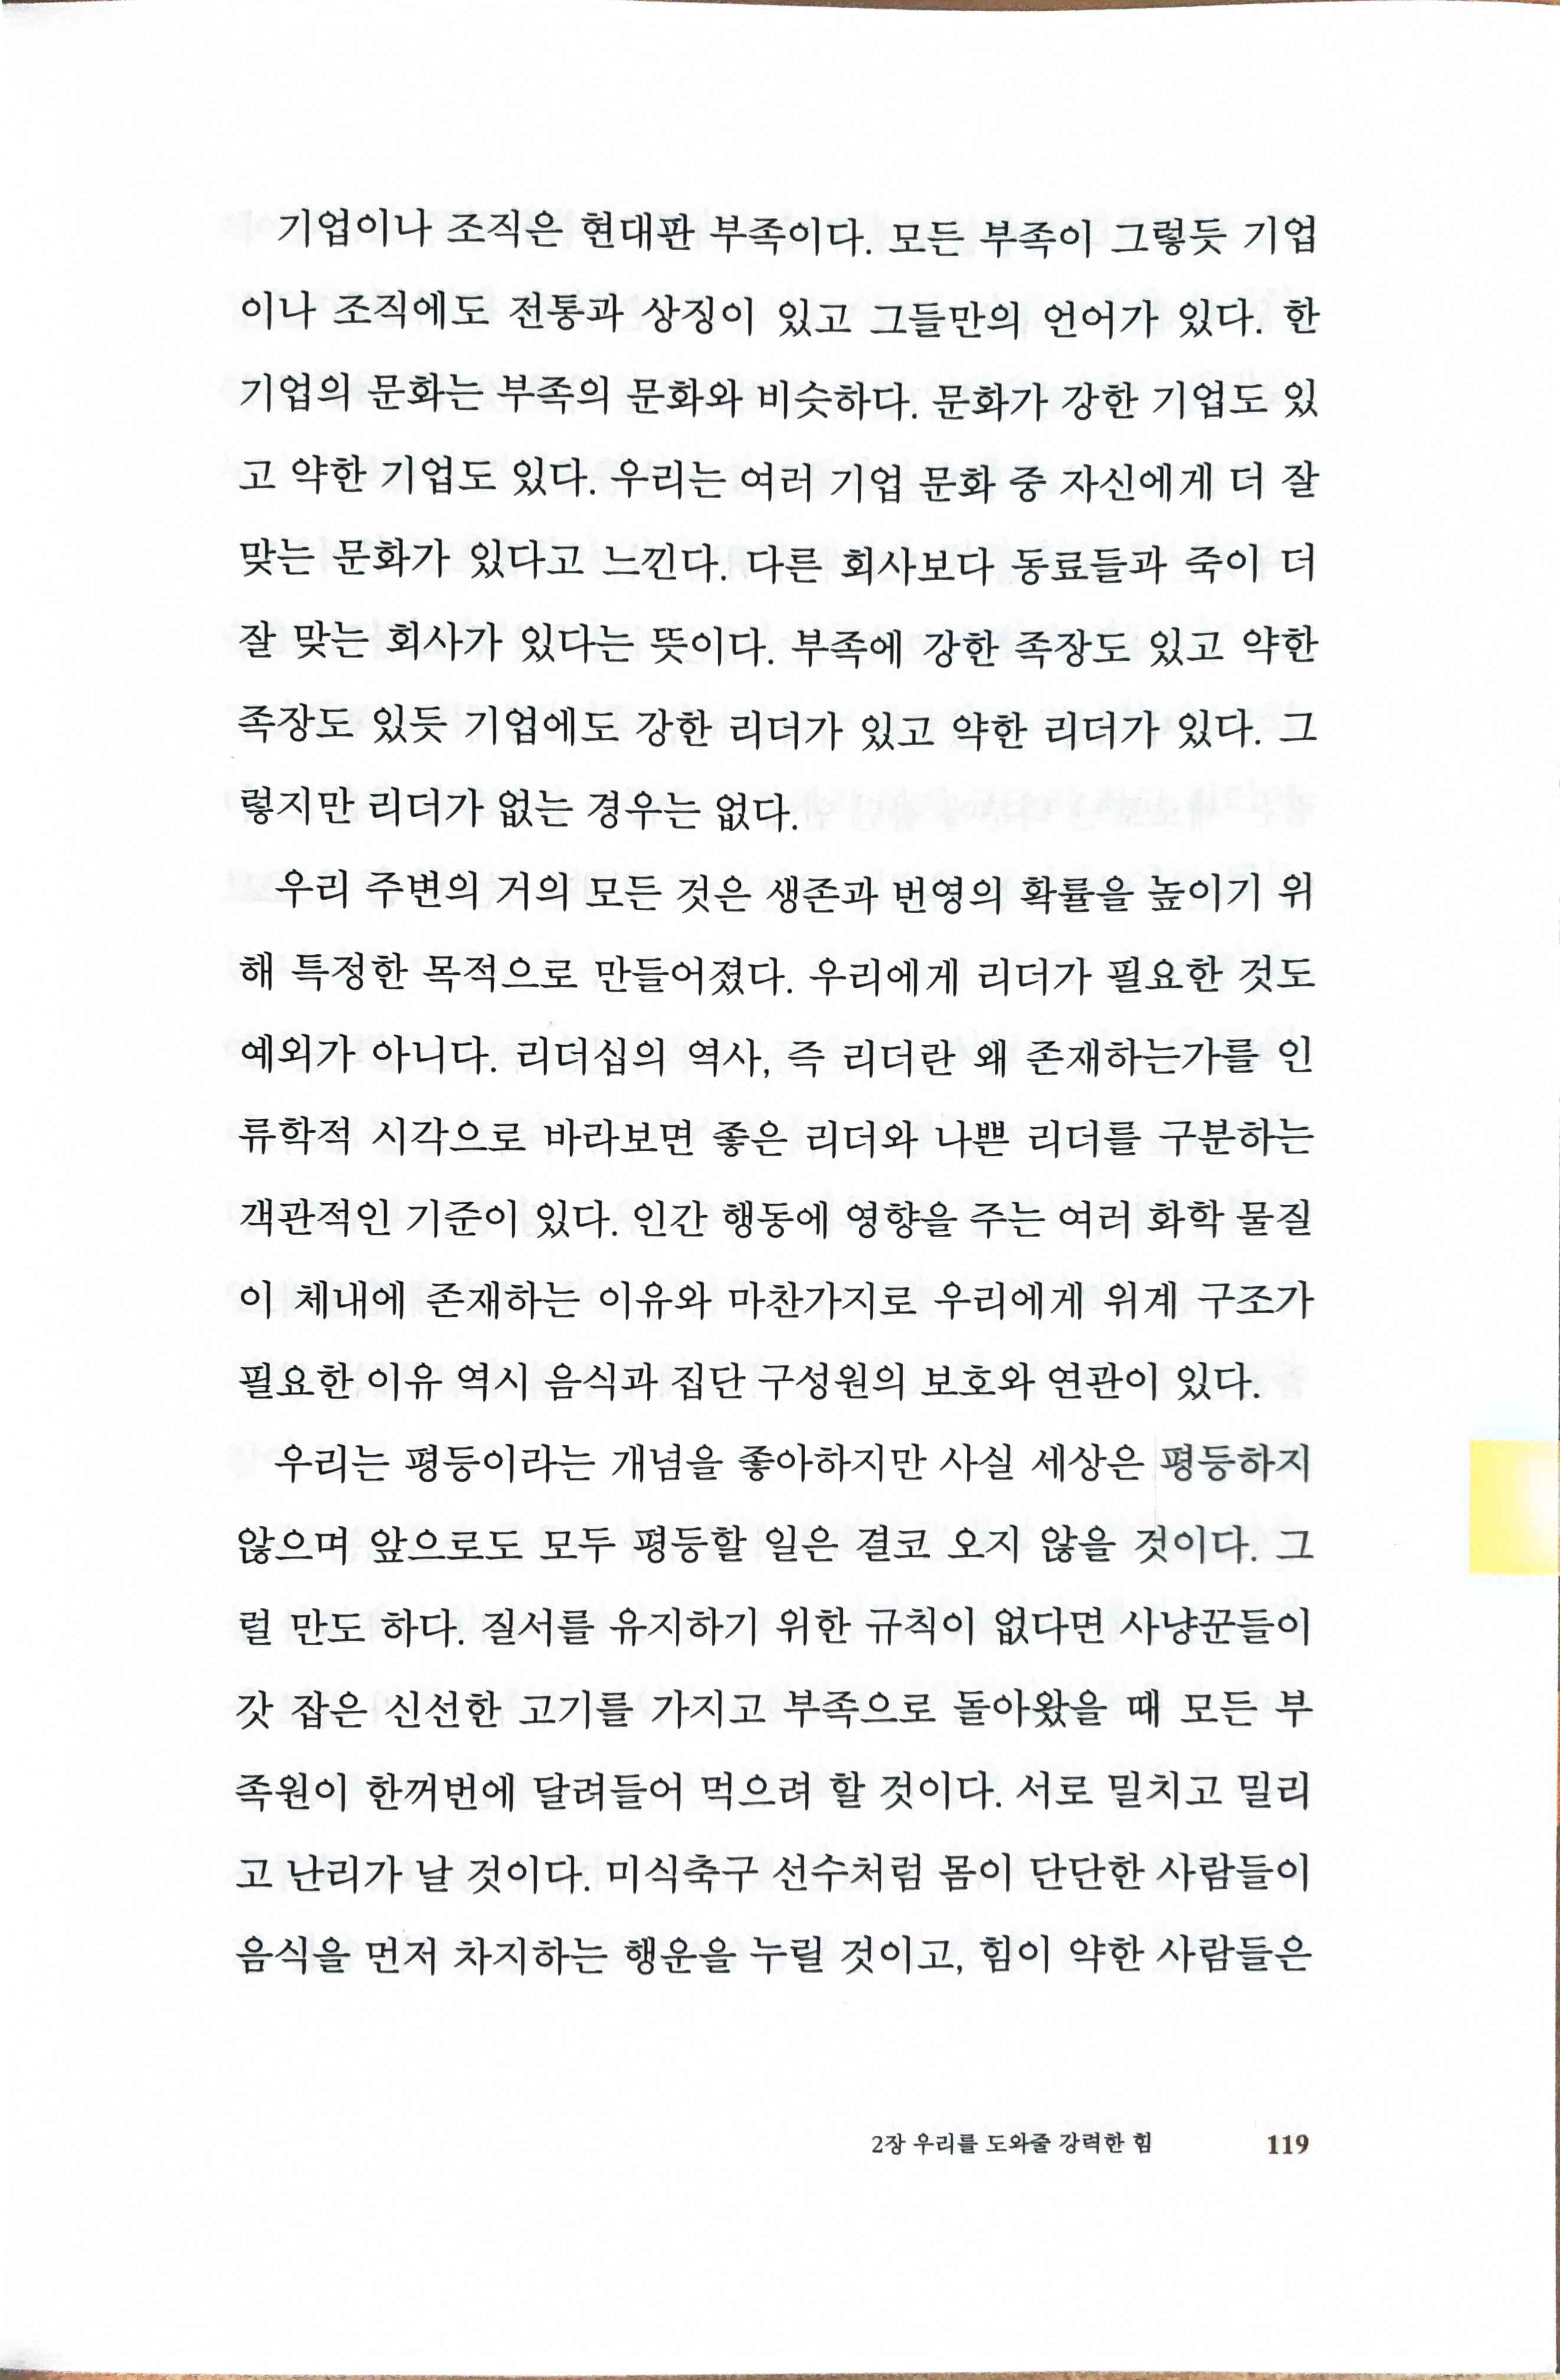 기업이나 조직은 현대판 부족이다. 모든 부족이 그렇듯 기업
이나 조직에도 전통과 상징이 있고 그들만의 언어가 있다. 한
기업의 문화는 부족의 문화와 비슷하다. 문화가 강한 기업도 있
고 약한 기업도 있다. 우리는 여러 기업 문화 중 자신에게 더 잘
맞는 문화가 있다고 느낀다. 다른 회사보다 동료들과 죽이 더
잘 맞는 회사가 있다는 뜻이다. 부족에 강한 족장도 있고 약한
족장도 있듯 기업에도 강한 리더가 있고 약한 리더가 있다. 그
렇지만 리더가 없는 경우는 없다.
우리 주변의 거의 모든 것은 생존과 번영의 확률을 높이기 위
해 특정한 목적으로 만들어졌다. 우리에게 리더가 필요한 것도
예외가 아니다. 리더십의 역사, 즉 리더란 왜 존재하는가를 인
류학적 시각으로 바라보면 좋은 리더와 나쁜 리더를 구분하는
객관적인 기준이 있다. 인간 행동에 영향을 주는 여러 화학 물질
이 체내에 존재하는 이유와 마찬가지로 우리에게 위계 구조가
필요한 이유 역시 음식과 집단 구성원의 보호와 연관이 있다.
우리는 평등이라는 개념을 좋아하지만 사실 세상은 평등하지
않으며 앞으로도 모두 평등할 일은 결코 오지 않을 것이다. 그
럴 만도 하다. 질서를 유지하기 위한 규칙이 없다면 사냥꾼들이
갓 잡은 신선한 고기를 가지고 부족으로 돌아왔을 때 모든 부
족원이 한꺼번에 달려들어 먹으려 할 것이다. 서로 밀치고 밀리
고 난리가 날 것이다. 미식축구 선수처럼 몸이 단단한 사람들이
음식을 먼저 차지하는 행운을 누릴 것이고, 힘이 약한 사람들은
2장 우리를 도와줄 강력한 힘 119